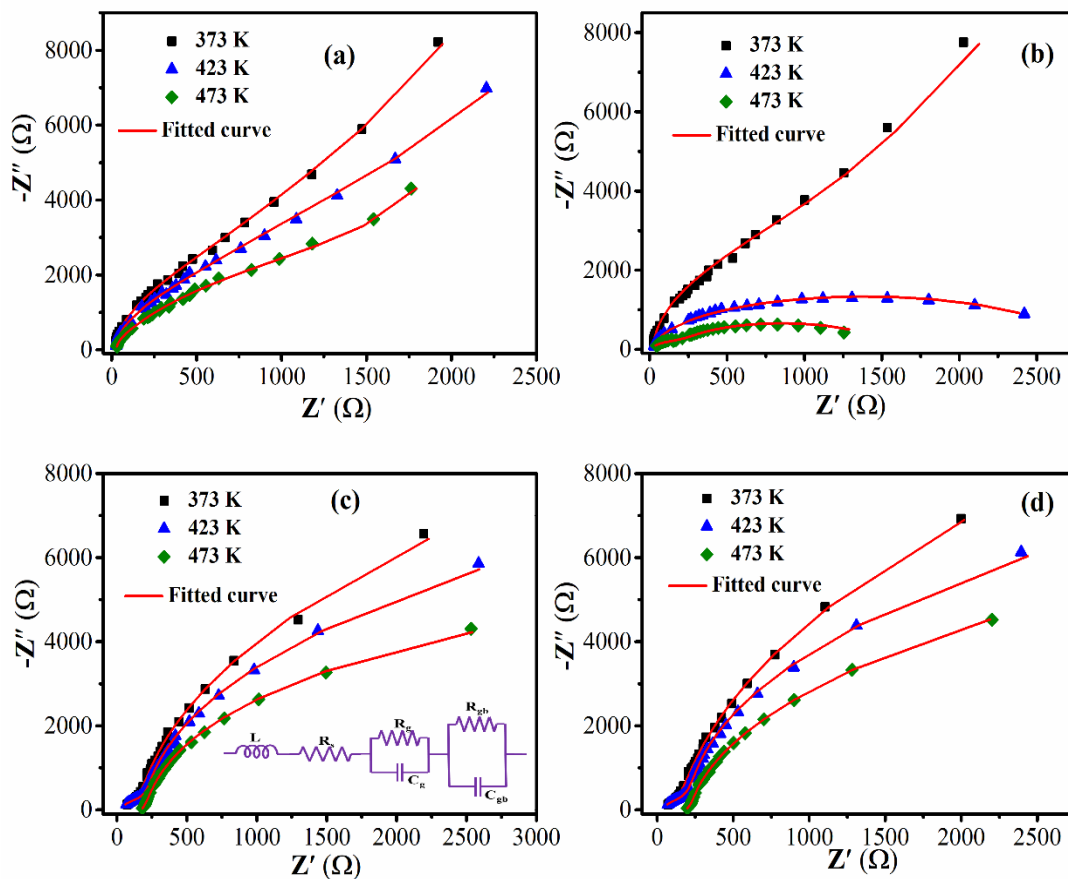 (a)
373 K
423 K
473 K
Fitted curve
-Z″ (Ω)
8000
6000
4000
2000
0
0 500 1000 1500 2000 2500
Z′ (Ω)
(b)
373 K
423 K
473 K
Fitted curve
-Z″ (Ω)
8000
6000
4000
2000
0
0 500 1000 1500 2000 2500
Z′ (Ω)
(c)
373 K
423 K
473 K
Fitted curve
-Z″ (Ω)
8000
6000
4000
2000
0
L
Rs
Rg
Cg
Rgb
Cgb
0 500 1000 1500 2000 2500 3000
Z′ (Ω)
(d)
373 K
423 K
473 K
Fitted curve
-Z″ (Ω)
8000
6000
4000
2000
0
0 500 1000 1500 2000 2500
Z′ (Ω)